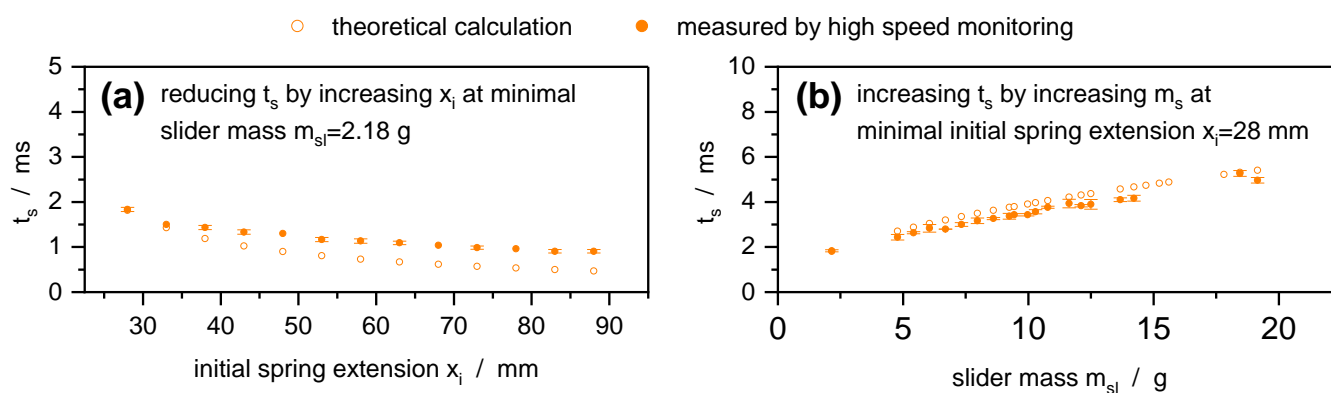 theoretical calculation measured by high speed monitoring
(a) reducing t_s by increasing x_i at minimal
slider mass m_sl=2.18 g
5
4
3
2
1
0
t_s / ms
30 40 50 60 70 80 90
initial spring extension x_i / mm
(b) increasing t_s by increasing m_s at
minimal initial spring extension x_i=28 mm
10
8
6
4
2
0
t_s / ms
0 5 10 15 20
slider mass m_sl / g